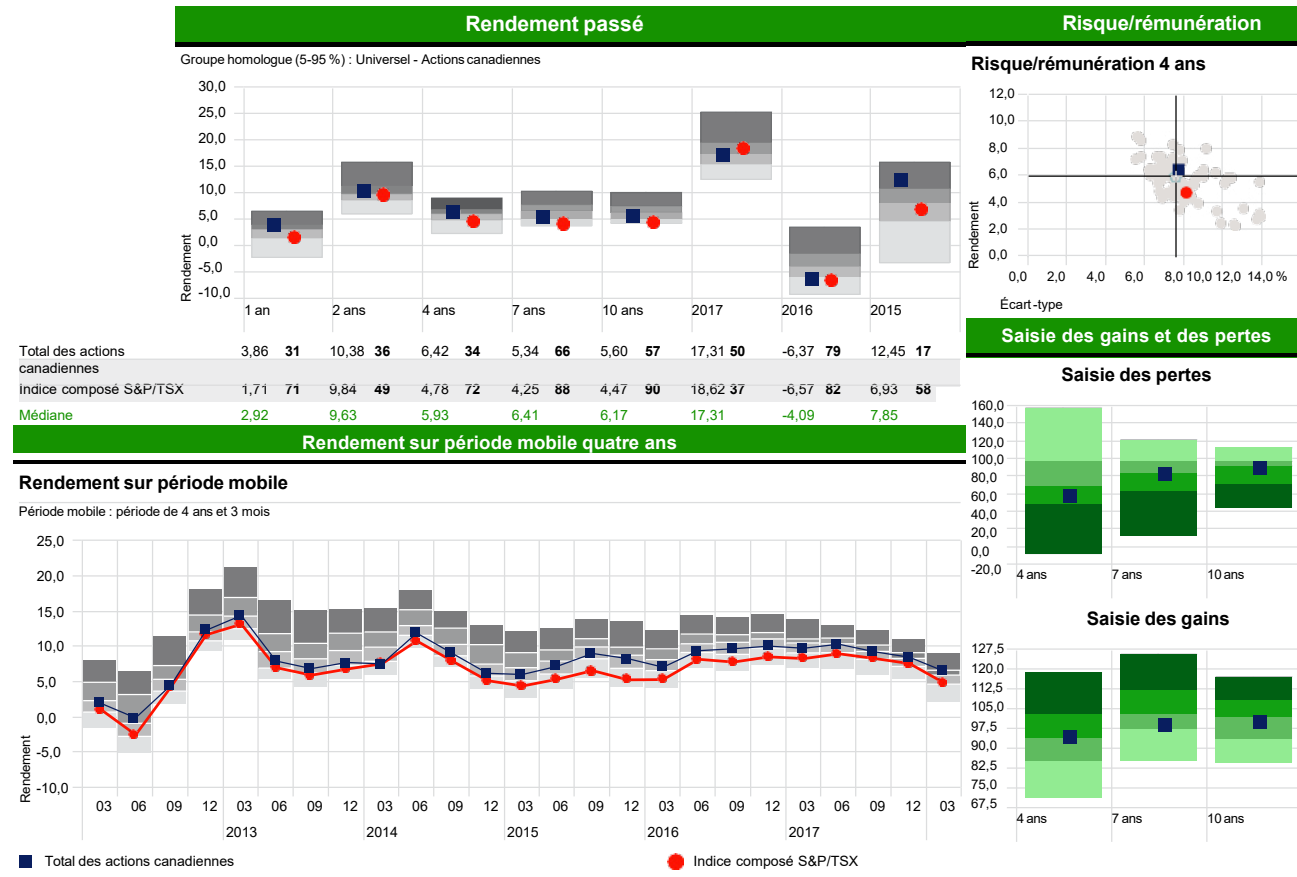 Rendement passé
Groupe homologue (5-95 %) : Universel - Actions canadiennes
30,0
25,0
20,0
15,0
10,0
5,0
0,0
-5,0
-10,0
Rendement
1 an 2 ans 4 ans 7 ans 10 ans 2017 2016 2015
Total des actions canadiennes 3,86 31 10,38 36 6,42 34 5,34 66 5,60 57 17,31 50 -6,37 79 12,45 17
Indice composé S&P/TSX 1,71 71 9,84 49 4,78 72 4,25 88 4,47 90 18,62 37 -6,57 82 6,93 58
Médiane 2,92 9,63 5,93 6,41 6,17 17,31 -4,09 7,85
Risque/rémunération
Risque/rémunération 4 ans
12,0
10,0
8,0
6,0
4,0
2,0
0,0
Rendement
0,0 2,0 4,0 6,0 8,0 10,0 12,0 14,0 %
Écart-type
Rendement sur période mobile quatre ans
Rendement sur période mobile
Période mobile : période de 4 ans et 3 mois
25,0
20,0
15,0
10,0
5,0
0,0
-5,0
-10,0
Rendement
03 06 09 12 03 06 09 12 03 06 09 12 03 06 09 12 03 06 09 12 03 06 09 12 03
2013 2014 2015 2016 2017
Total des actions canadiennes
Indice composé S&P/TSX
Saisie des gains et des pertes
Saisie des pertes
160,0
140,0
120,0
100,0
80,0
60,0
40,0
20,0
0,0
-20,0
4 ans 7 ans 10 ans
Saisie des gains
127,5
120,0
112,5
105,0
97,5
90,0
82,5
75,0
67,5
4 ans 7 ans 10 ans